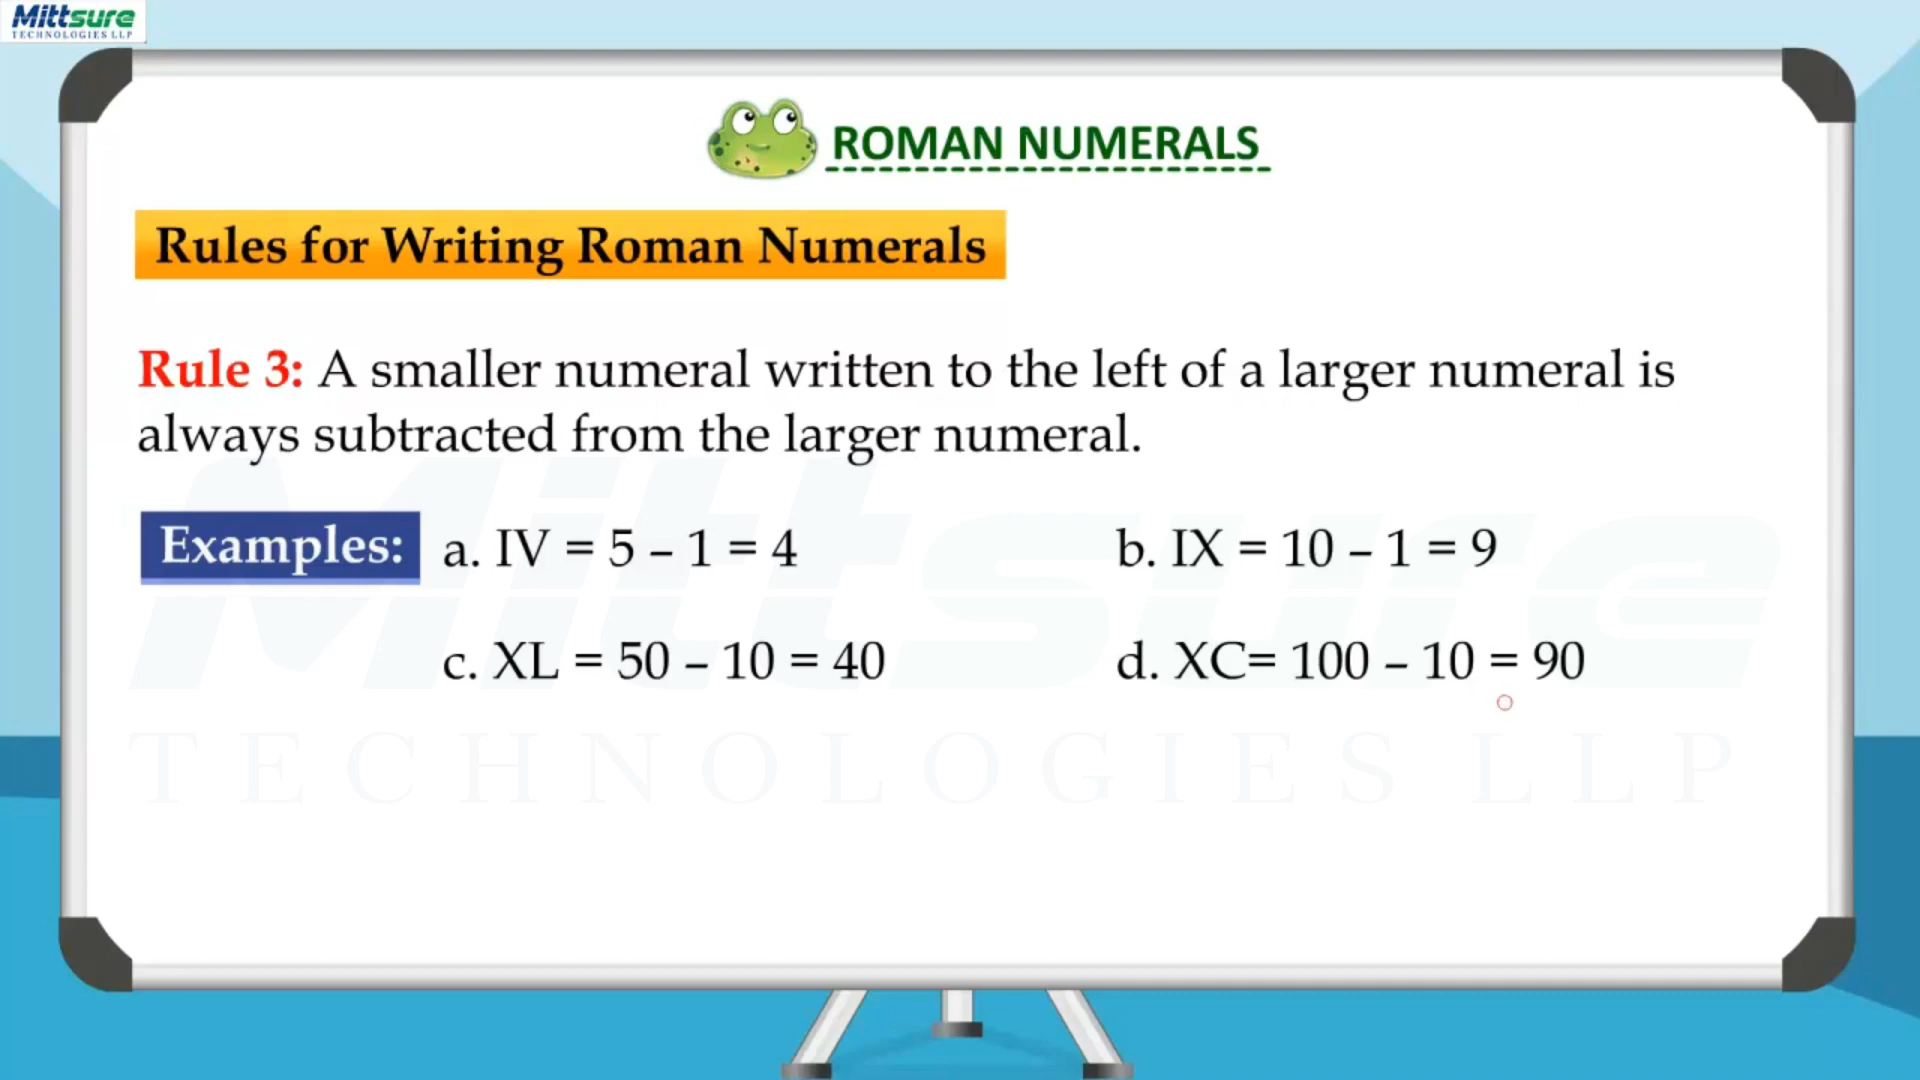 Mittsure
TECHNOLOGIES LLP
ROMAN NUMERALS
Rules for Writing Roman Numerals
Rule 3: A smaller numeral written to the left of a larger numeral is
always subtracted from the larger numeral.
Examples: a. IV = 5 – 1 = 4 b. IX = 10 – 1 = 9
c. XL = 50 – 10 = 40 d. XC= 100 – 10 = 90
Mittsure
TECHNOLOGIES LLP